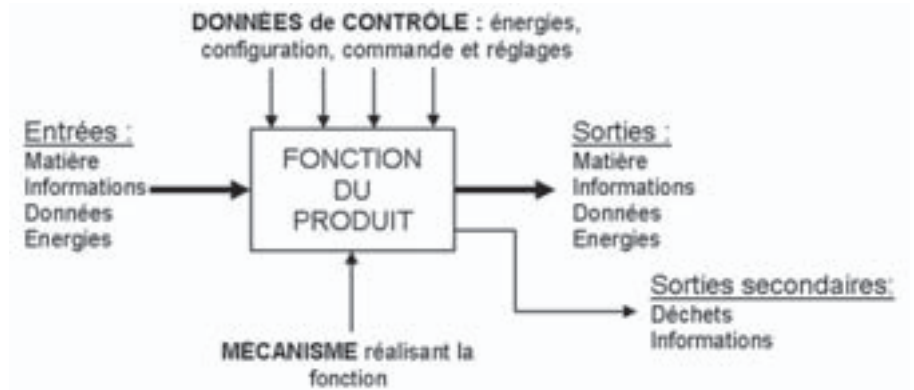 DONNÉES de CONTRÔLE : énergies,
configuration, commande et réglages
Entrées :
Matière
Informations
Données
Energies
FONCTION
DU
PRODUIT
Sorties :
Matière
Informations
Données
Energies
Sorties secondaires:
Déchets
Informations
MECANISME réalisant la
fonction